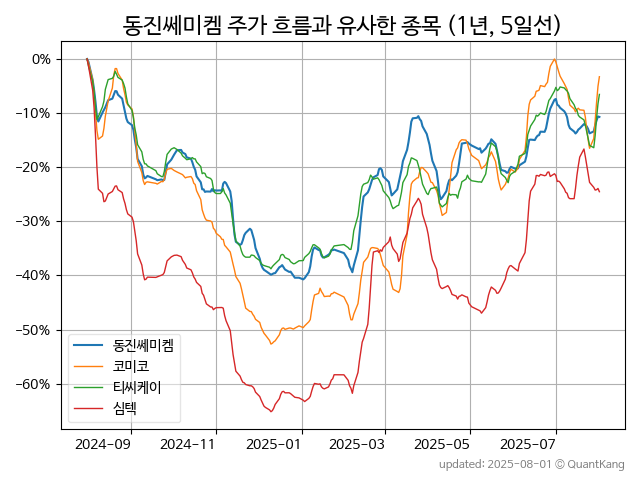 동진쎄미켐 주가 흐름과 유사한 종목 (1년, 5일선)
0%
-10%
-20%
-30%
-40%
-50%
-60%
동진쎄미켐
코미코
티씨케이
심텍
2024-09
2024-11
2025-01
2025-03
2025-05
2025-07
updated: 2025-08-01 © QuantKang